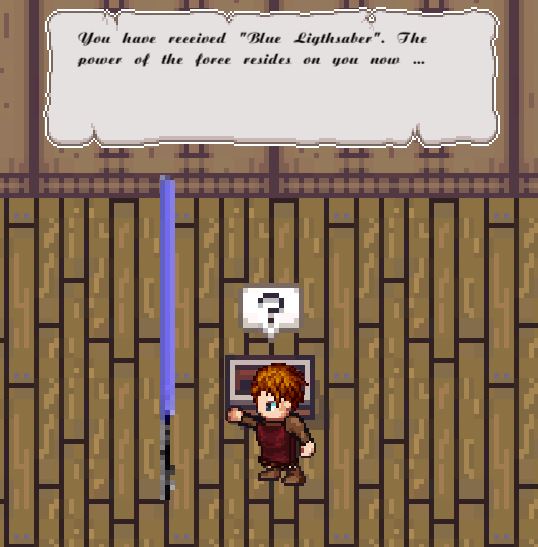 You have received "Blue Ligthsaber". The
power of the force resides on you now ...
?